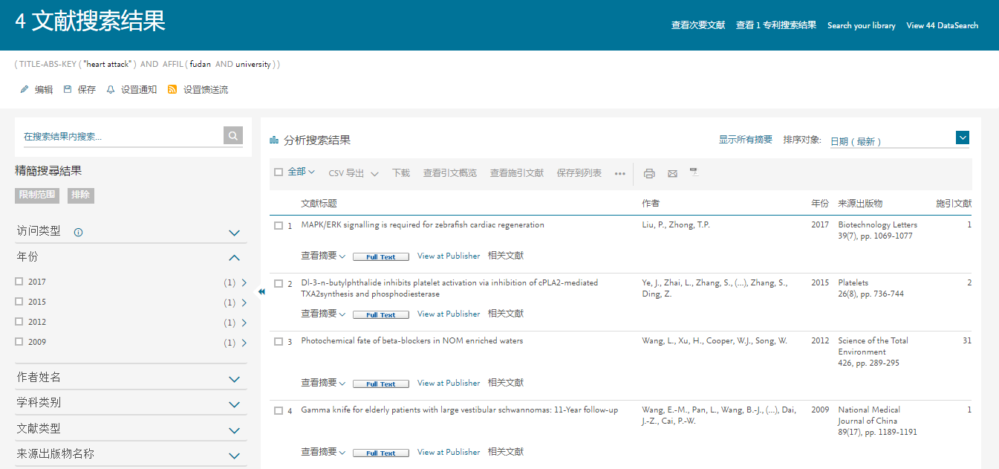 4 文献搜索结果
查看次要文献 查看 1 专利搜索结果 Search your library View 44 DataSearch
( TITLE-ABS-KEY ( "heart attack" ) AND AFFIL ( fudan AND university ) )
编辑 保存 设置通知 设置馈送流
在搜索结果内搜索...
精简搜尋結果
限制范围 排除
访问类型
年份
2017 (1)
2015 (1)
2012 (1)
2009 (1)
作者姓名
学科类别
文献类型
来源出版物名称
分析搜索结果 显示所有摘要 排序对象: 日期（最新）
全部 CSV 导出 下载 查看引文概览 查看施引文献 保存到列表 •••
文献标题 作者 年份 来源出版物 施引文献
1 MAPK/ERK signalling is required for zebrafish cardiac regeneration Liu, P., Zhong, T.P. 2017 Biotechnology Letters 1
39(7), pp. 1069-1077
查看摘要 Full Text View at Publisher 相关文献
2 Dl-3-n-butylphthalide inhibits platelet activation via inhibition of cPLA2-mediated Ye, J., Zhai, L., Zhang, S., (...), Zhang, S., 2015 Platelets 2
TXA2synthesis and phosphodiesterase Ding, Z. 26(8), pp. 736-744
查看摘要 Full Text View at Publisher 相关文献
3 Photochemical fate of beta-blockers in NOM enriched waters Wang, L., Xu, H., Cooper, W.J., Song, W. 2012 Science of the Total 31
Environment
426, pp. 289-295
查看摘要 Full Text View at Publisher 相关文献
4 Gamma knife for elderly patients with large vestibular schwannomas: 11-Year follow-up Wang, E.-M., Pan, L., Wang, B.-J., (...), Dai, 2009 National Medical 1
J.-Z., Cai, P.-W. Journal of China
89(17), pp. 1189-1191
查看摘要 Full Text View at Publisher 相关文献